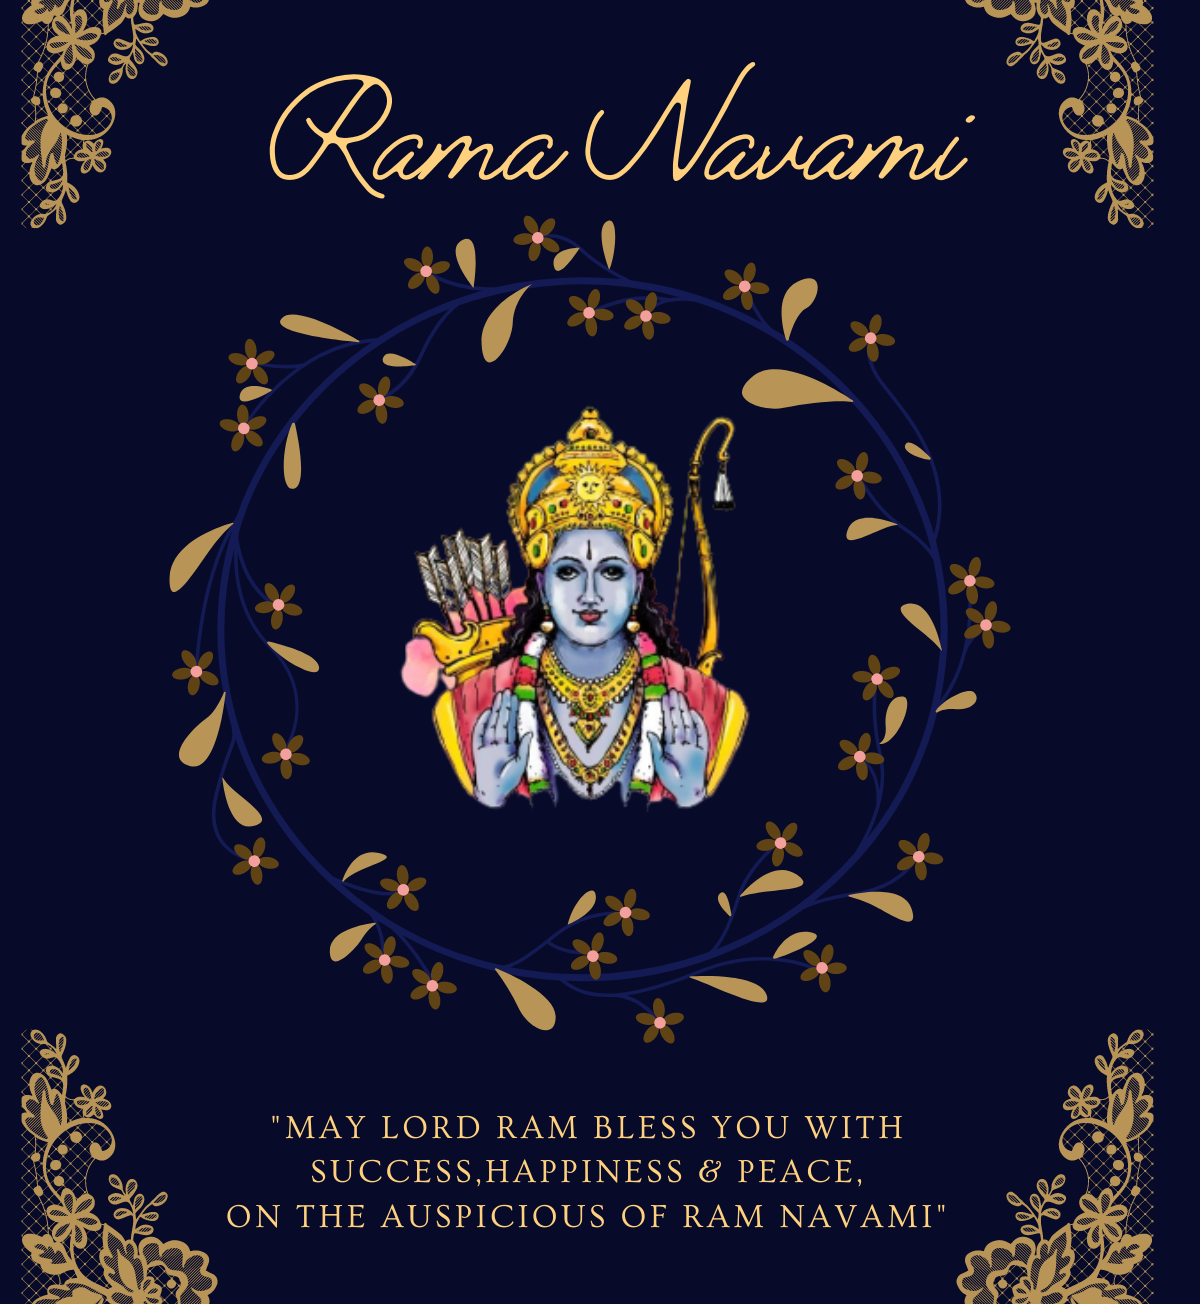 Rama Navami
"MAY LORD RAM BLESS YOU WITH
SUCCESS,HAPPINESS & PEACE,
ON THE AUSPICIOUS OF RAM NAVAMI"